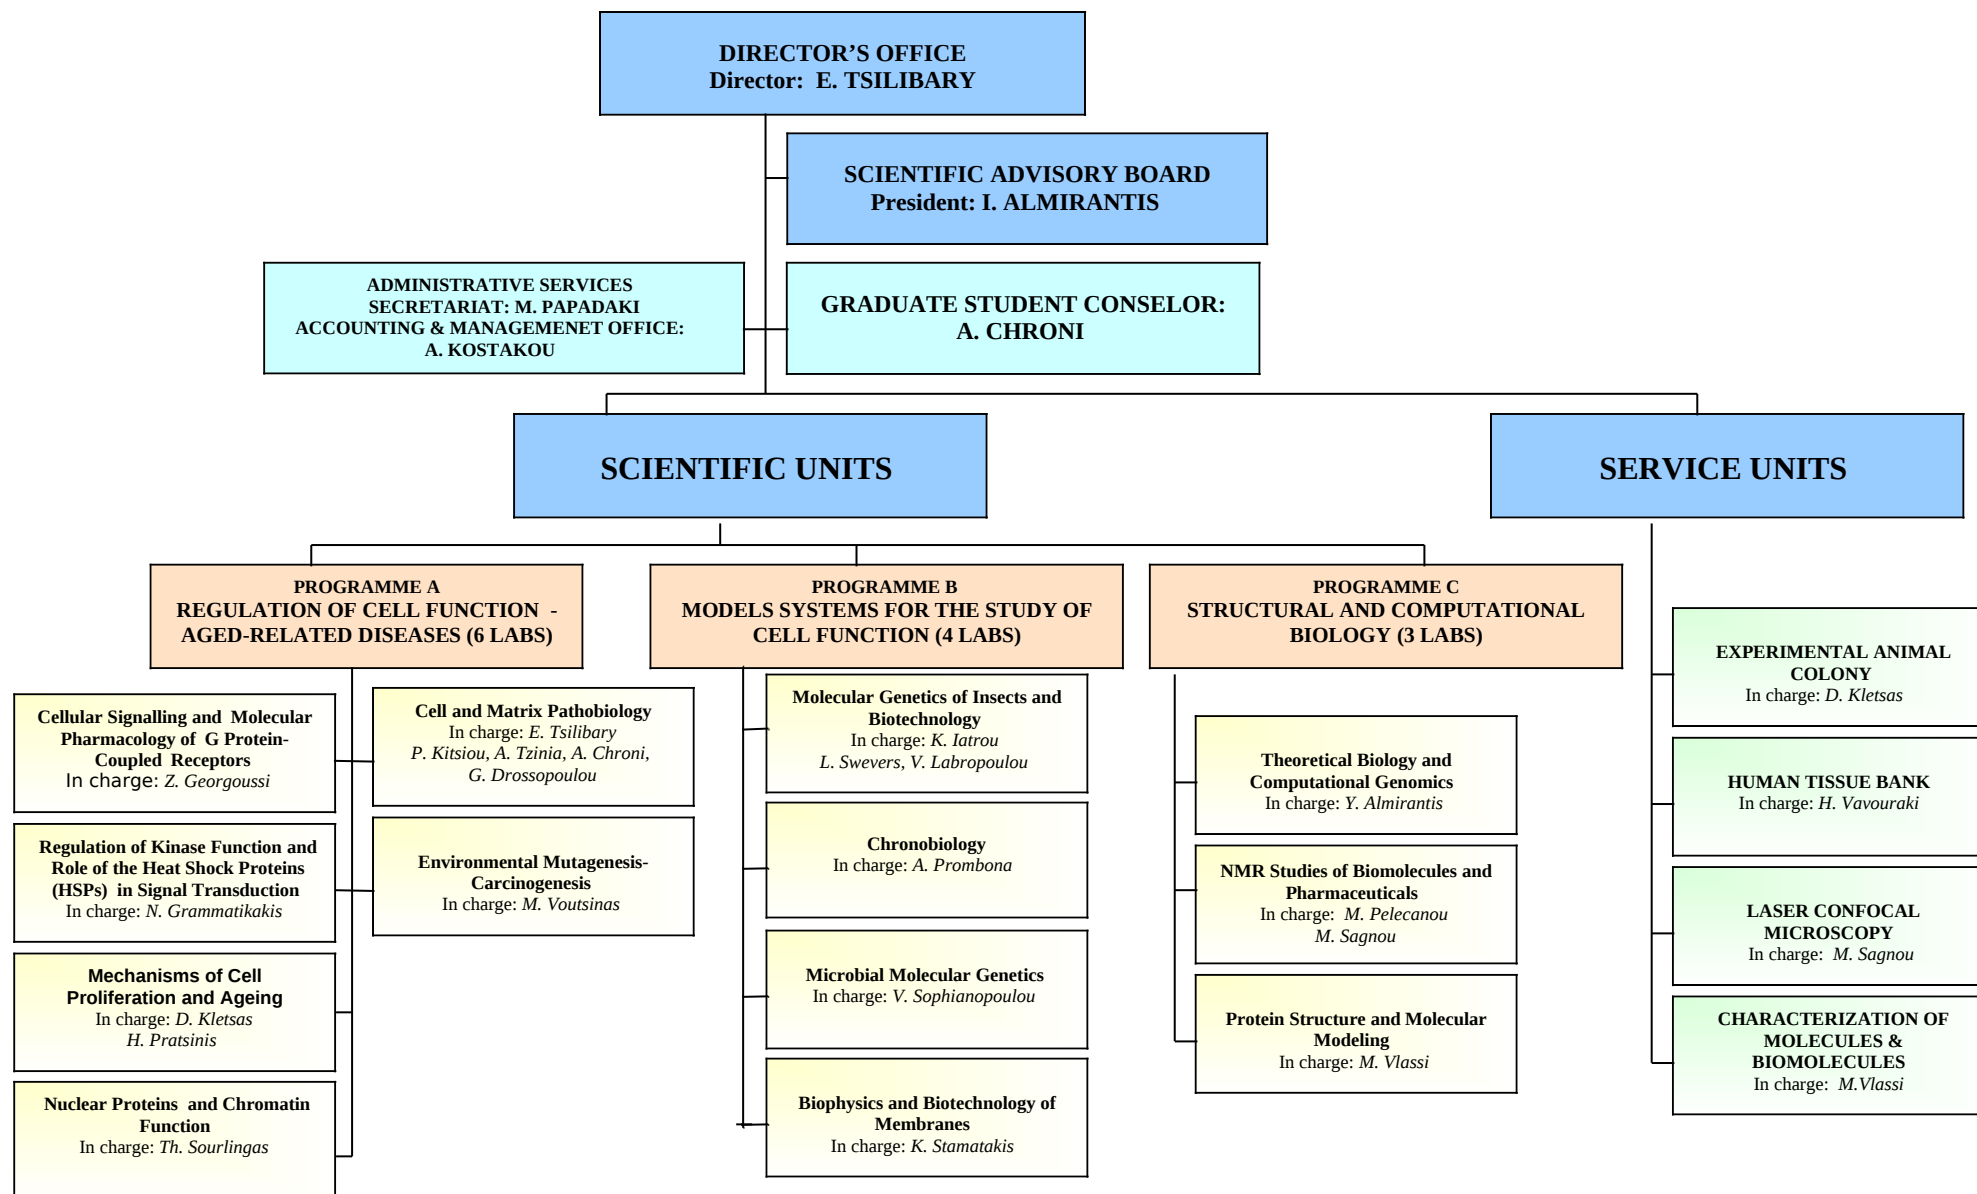 DIRECTOR’S OFFICE
Director:  E. TSILIBARY
SCIENTIFIC ADVISORY BOARD
President: I. ALMIRANTIS
ADMINISTRATIVE SERVICES
SECRETARIAT: M. PAPADAKI
ACCOUNTING & MANAGEMENET OFFICE:
A. KOSTAKOU
GRADUATE STUDENT CONSELOR:
A. CHRONI
SCIENTIFIC UNITS
SERVICE UNITS
PROGRAMME A
REGULATION OF CELL FUNCTION  -
AGED-RELATED DISEASES (6 LABS)
PROGRAMME B
MODELS SYSTEMS FOR THE STUDY OF
CELL FUNCTION (4 LABS)
PROGRAMME C
STRUCTURAL AND COMPUTATIONAL
BIOLOGY (3 LABS)
Cellular Signalling and  Molecular
Pharmacology of  G Protein-
Coupled  Receptors
In charge: Z. Georgoussi
Regulation of Kinase Function and
Role of the Heat Shock Proteins
(HSPs)  in Signal Transduction
In charge: N. Grammatikakis
Mechanisms of Cell
Proliferation and Ageing
In charge: D. Kletsas
H. Pratsinis
Nuclear Proteins  and Chromatin
Function
In charge: Th. Sourlingas
Cell and Matrix Pathobiology
In charge: E. Tsilibary
P. Kitsiou, A. Tzinia, A. Chroni,
G. Drossopoulou
Environmental Mutagenesis-
Carcinogenesis
In charge: M. Voutsinas
Molecular Genetics of Insects and
Biotechnology
In charge: K. Iatrou
L. Swevers, V. Labropoulou
Chronobiology
In charge: A. Prombona
Microbial Molecular Genetics
In charge: V. Sophianopoulou
Biophysics and Biotechnology of
Membranes
In charge: K. Stamatakis
Theoretical Biology and
Computational Genomics
In charge: Y. Almirantis
NMR Studies of Biomolecules and
Pharmaceuticals
In charge:  M. Pelecanou
M. Sagnou
Protein Structure and Molecular
Modeling
In charge: M. Vlassi
EXPERIMENTAL ANIMAL
COLONY
In charge: D. Kletsas
HUMAN TISSUE BANK
In charge: H. Vavouraki
LASER CONFOCAL
MICROSCOPY
In charge:  M. Sagnou
CHARACTERIZATION OF
MOLECULES &
BIOMOLECULES
In charge:  M.Vlassi